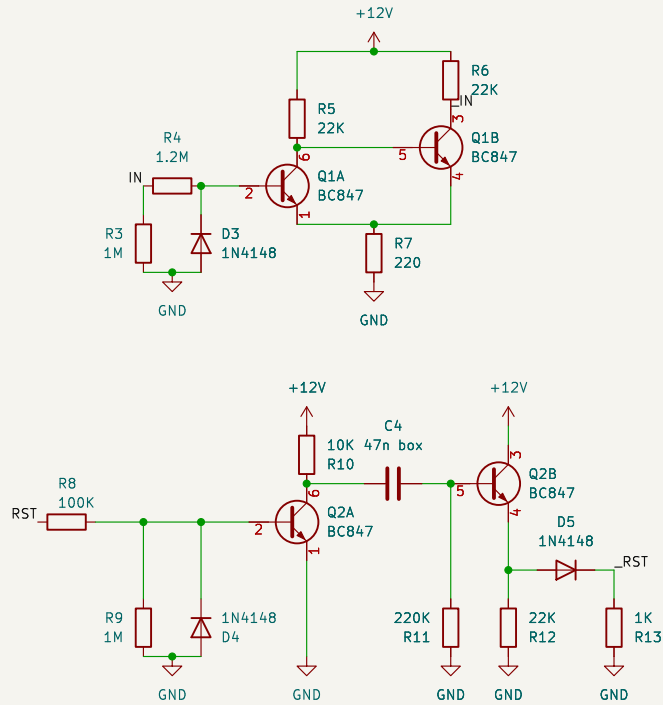 +12V
R6
22K
_IN
3
R5
22K
Q1B
BC847
5
4
6
R4
1.2M
IN
Q1A
BC847
2
1
R3
1M
D3
1N4148
R7
220
GND
GND
+12V
+12V
C4
47n box
10K
R10
3
Q2B
BC847
5
4
6
R8
100K
RST
Q2A
BC847
2
1
D5
1N4148
_RST
R9
1M
1N4148
D4
220K
R11
22K
R12
1K
R13
GND
GND
GND
GND
GND